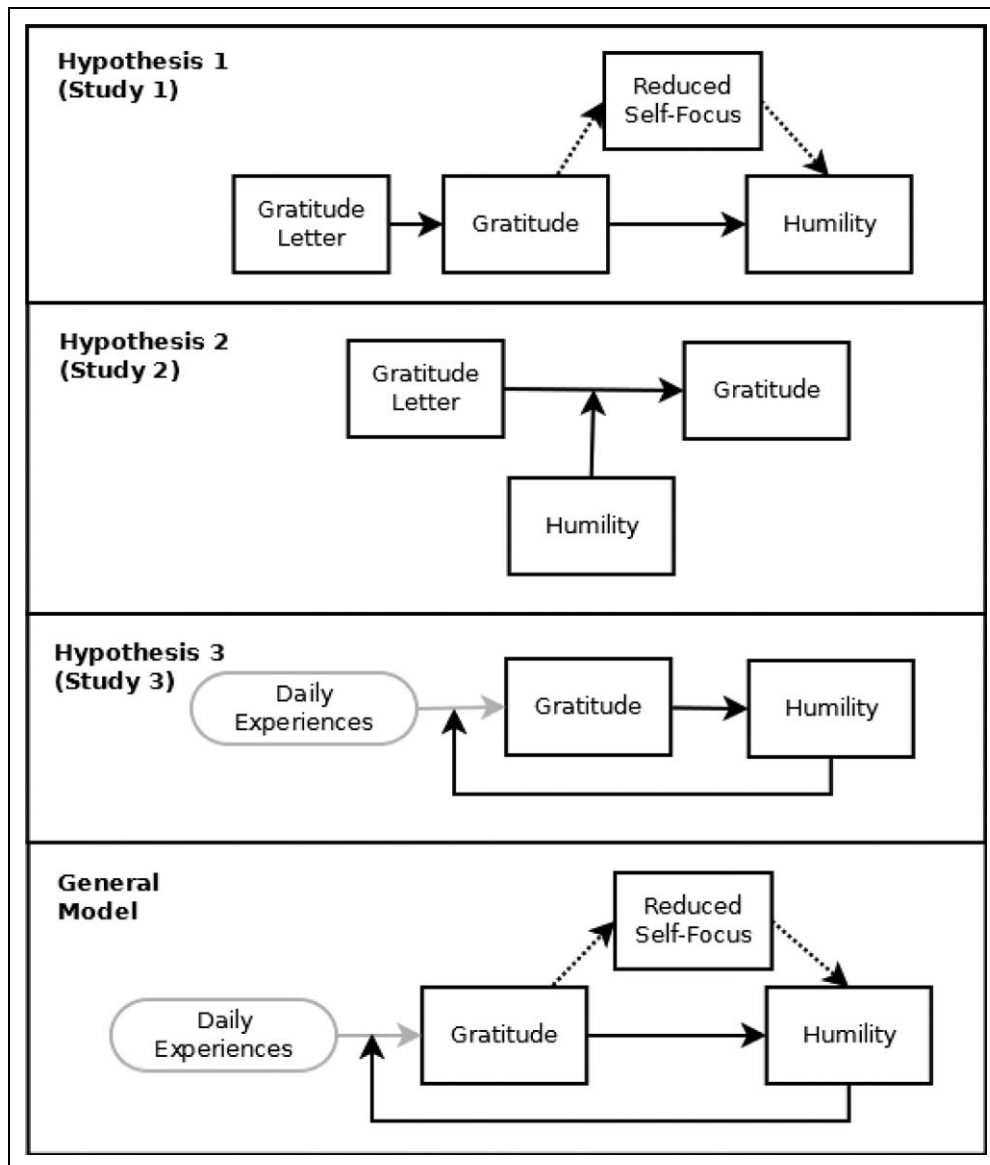 Hypothesis 1
(Study 1)
Reduced
Self-Focus
Gratitude
Letter
Gratitude
Humility
Hypothesis 2
(Study 2)
Gratitude
Letter
Gratitude
Humility
Hypothesis 3
(Study 3)
Daily
Experiences
Gratitude
Humility
General
Model
Reduced
Self-Focus
Daily
Experiences
Gratitude
Humility